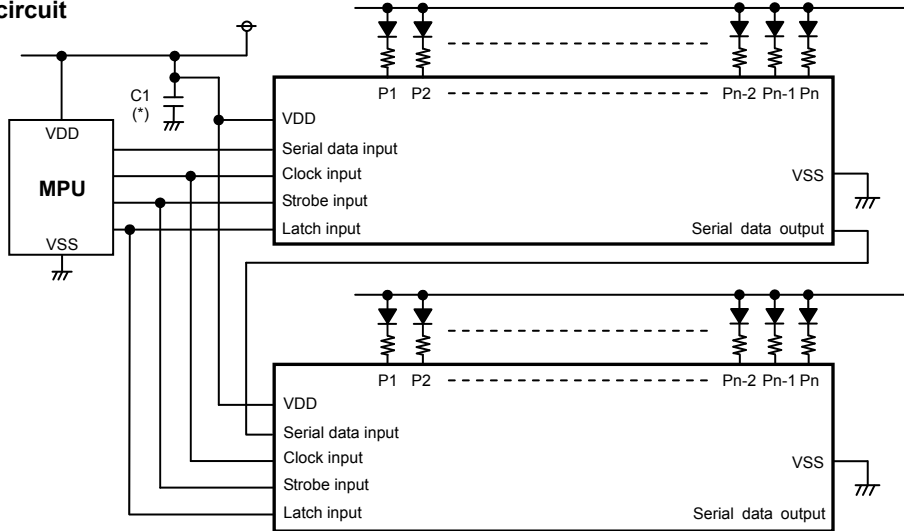 circuit
P1 P2 Pn-2 Pn-1 Pn
C1
(*)
VDD
MPU
VSS
VDD
Serial data input
Clock input
Strobe input
Latch input
VSS
Serial data output
P1 P2 Pn-2 Pn-1 Pn
VDD
Serial data input
Clock input
Strobe input
Latch input
VSS
Serial data output